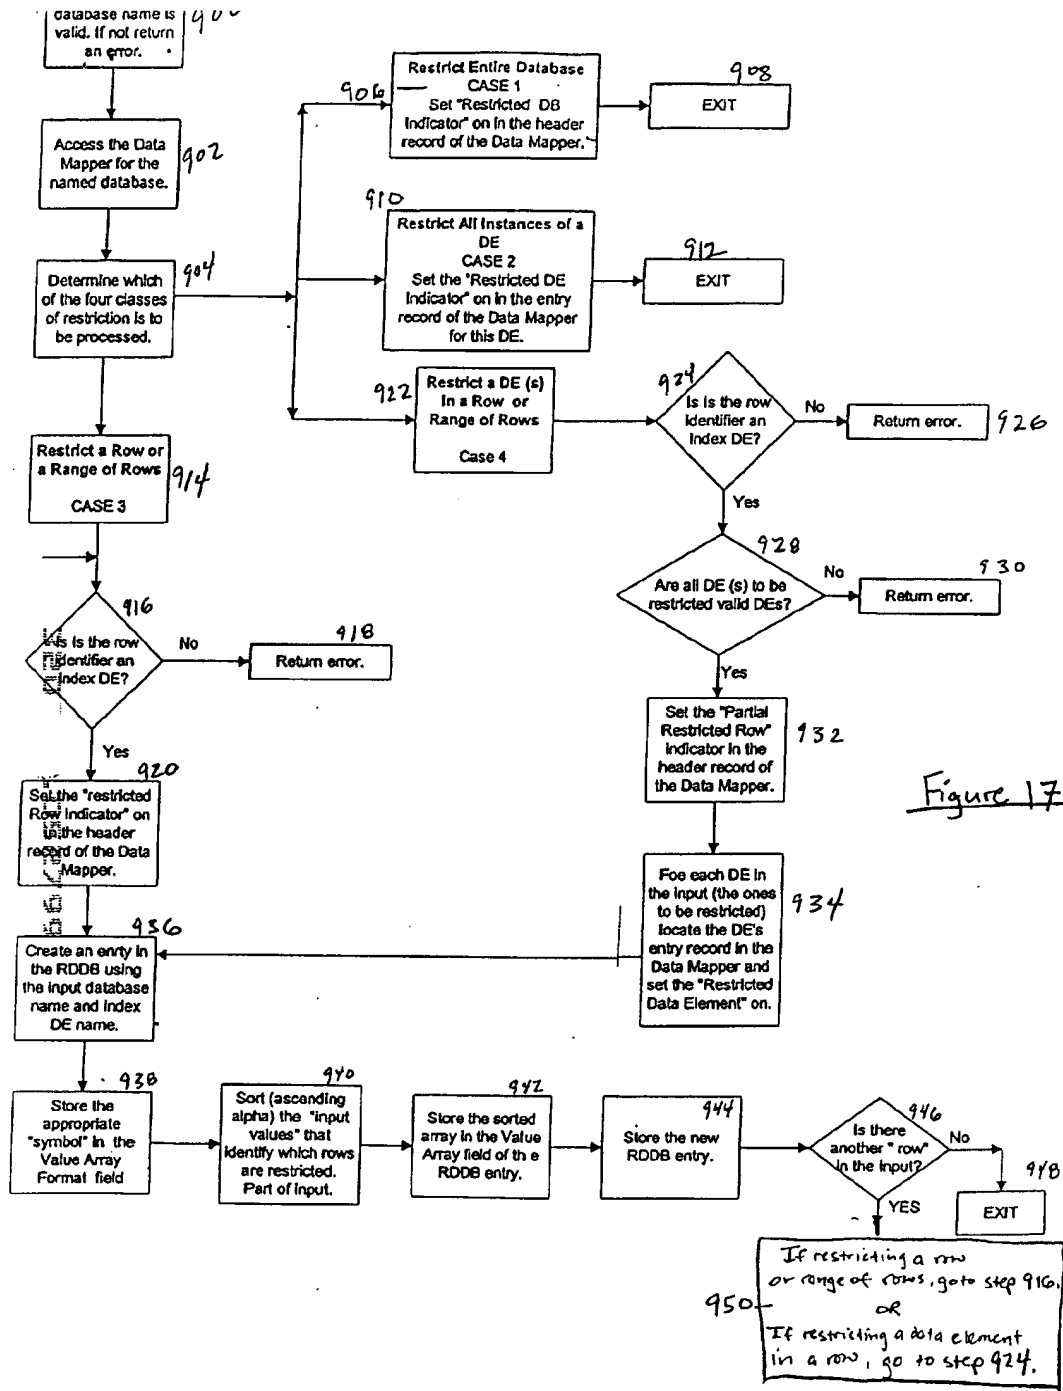 database name is
valid. If not return
an error.
Access the Data
Mapper for the
named database.
902
Determine which
of the four classes
of restriction is to
be processed.
904
906
Restrict Entire Database
CASE 1
Set "Restricted DB
Indicator" on in the header
record of the Data Mapper.
908
EXIT
910
Restrict All Instances of a
DE
CASE 2
Set the "Restricted DE
Indicator" on in the entry
record of the Data Mapper
for this DE.
912
EXIT
922
Restrict a DE (s)
In a Row or
Range of Rows
Case 4
924
Is is the row
identifier an
Index DE?
No
Return error.
926
Yes
928
Are all DE (s) to be
restricted valid DEs?
No
930
Return error.
Yes
Set the "Partial
Restricted Row"
indicator in the
header record of
the Data Mapper.
932
Foe each DE in
the input (the ones
to be restricted)
locate the DE's
entry record in the
Data Mapper and
set the "Restricted
Data Element" on.
934
Restrict a Row or
a Range of Rows
CASE 3
914
916
Is is the row
identifier an
Index DE?
No
918
Return error.
Yes
920
Set the "restricted
Row Indicator" on
in the header
record of the Data
Mapper.
936
Create an enrty in
the RDDB using
the input database
name and Index
DE name.
938
Store the
appropriate
"symbol" in the
Value Array
Format field
940
Sort (ascending
alpha) the "input
values" that
identify which rows
are restricted.
Part of input.
942
Store the sorted
array in the Value
Array field of th e
RDDB entry.
944
Store the new
RDDB entry.
946
Is there
another " row"
in the input?
No
948
EXIT
YES
950
If restricting a row
or range of rows, goto step 916.
OR
If restricting a data element
in a row, go to step 924.
Figure 17